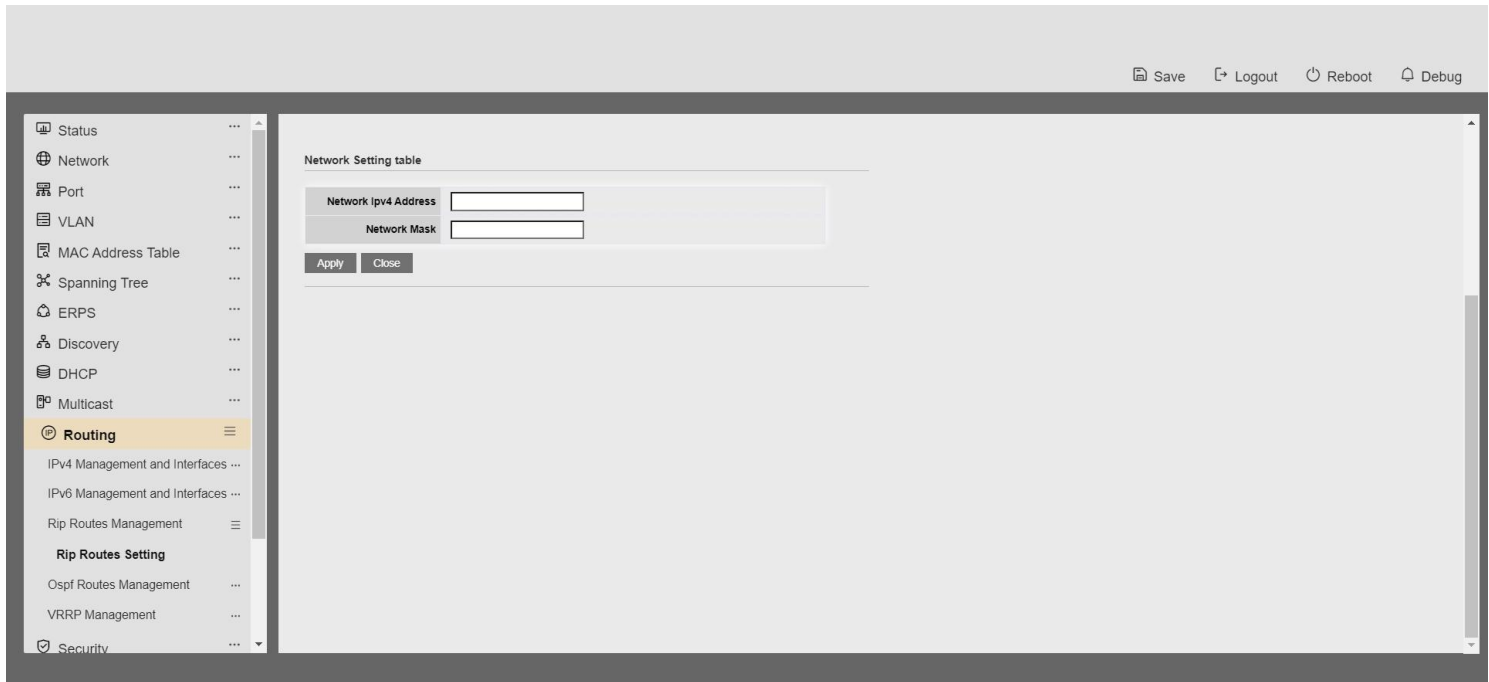 Save Logout Reboot Debug
Status ...
Network ...
Port ...
VLAN ...
MAC Address Table ...
Spanning Tree ...
ERPS ...
Discovery ...
DHCP ...
Multicast ...
IP Routing
IPv4 Management and Interfaces ...
IPv6 Management and Interfaces ...
Rip Routes Management
Rip Routes Setting
Ospf Routes Management ...
VRRP Management ...
Security ...
Network Setting table
Network Ipv4 Address
Network Mask
Apply Close